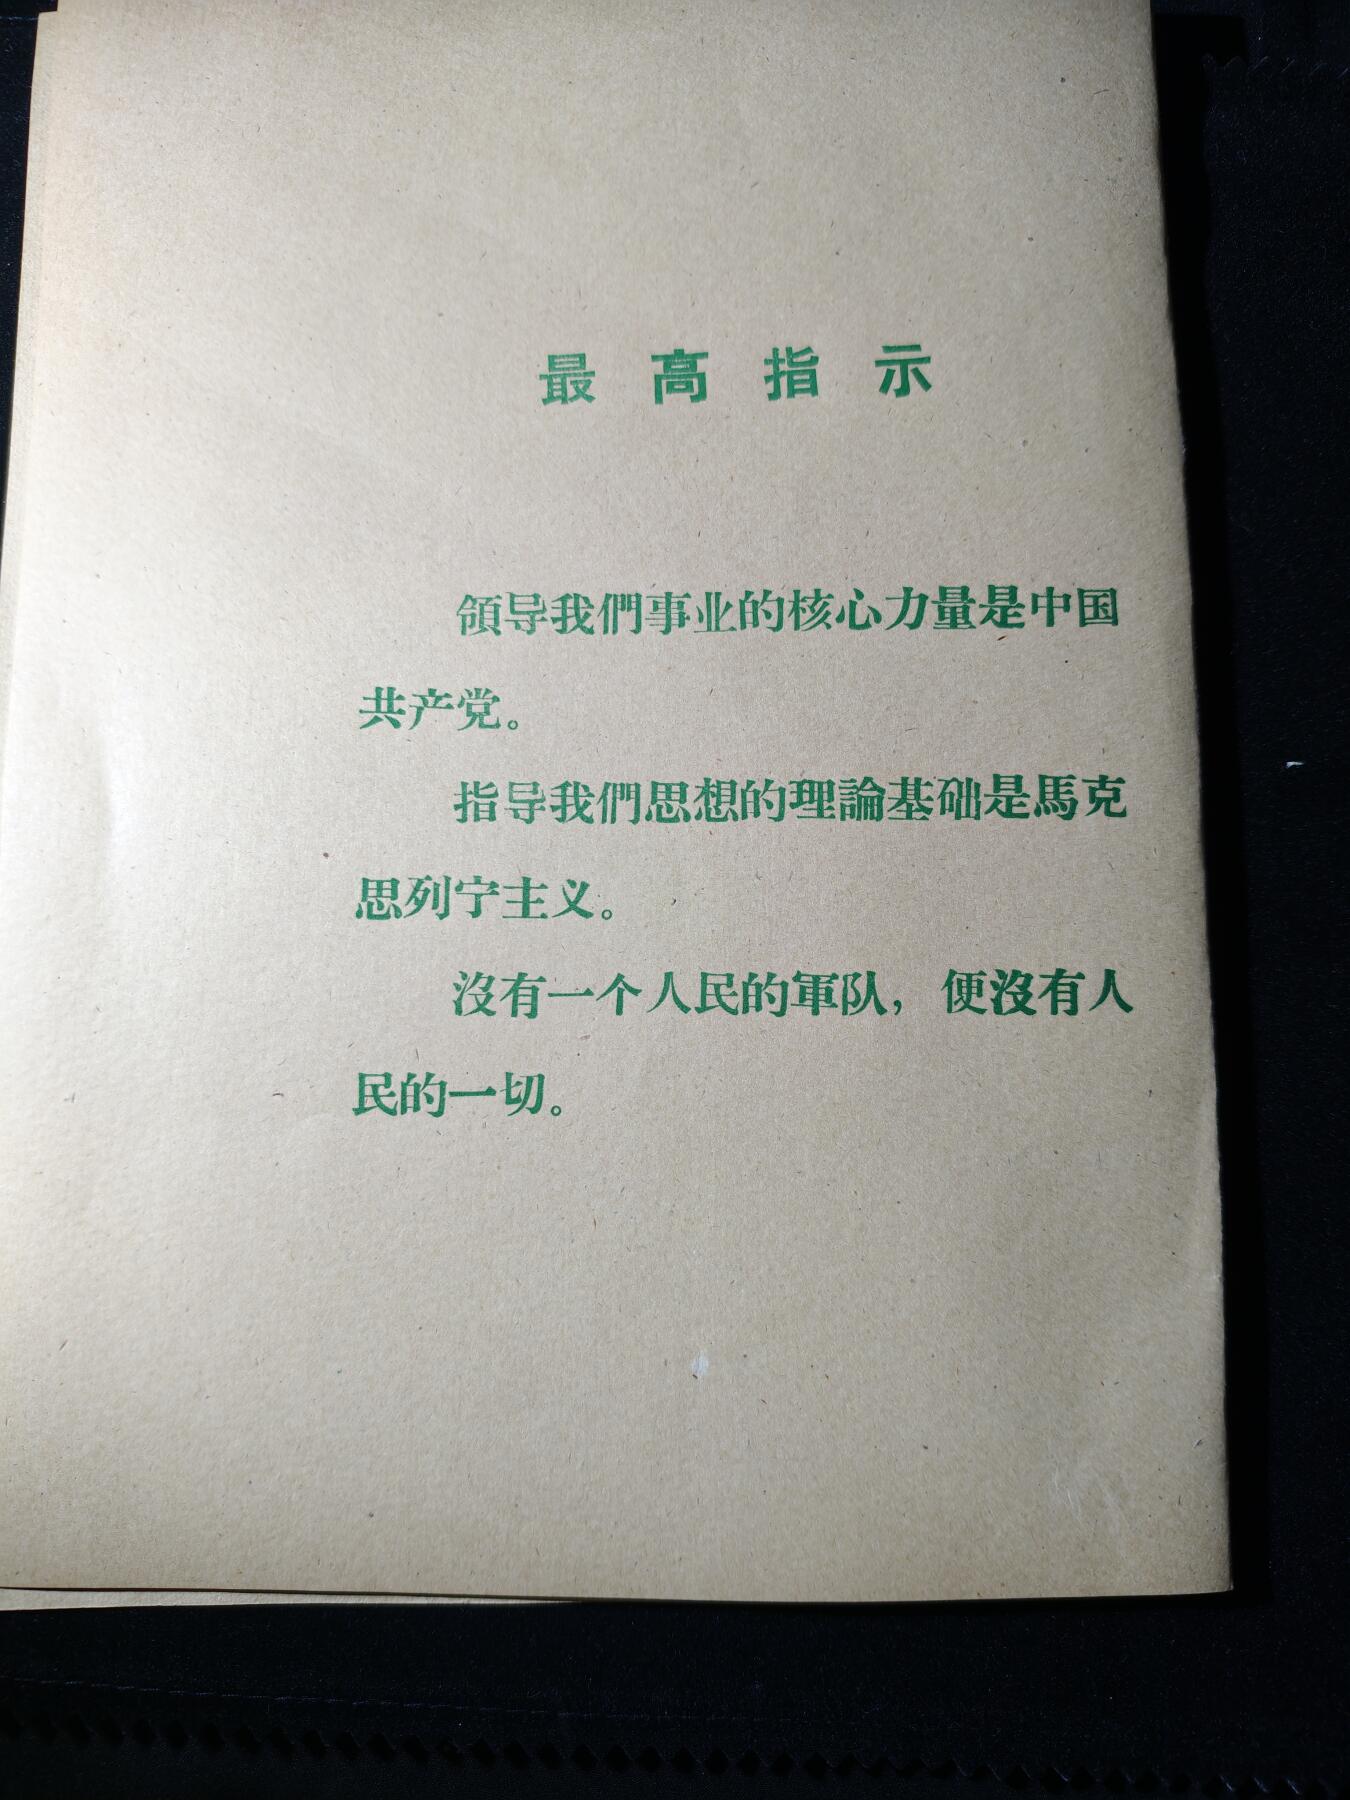 最高指示
領导我們事业的核心力量是中国
共产党。
指导我們思想的理論基础是馬克
思列宁主义。
沒有一个人民的軍队，便沒有人
民的一切。